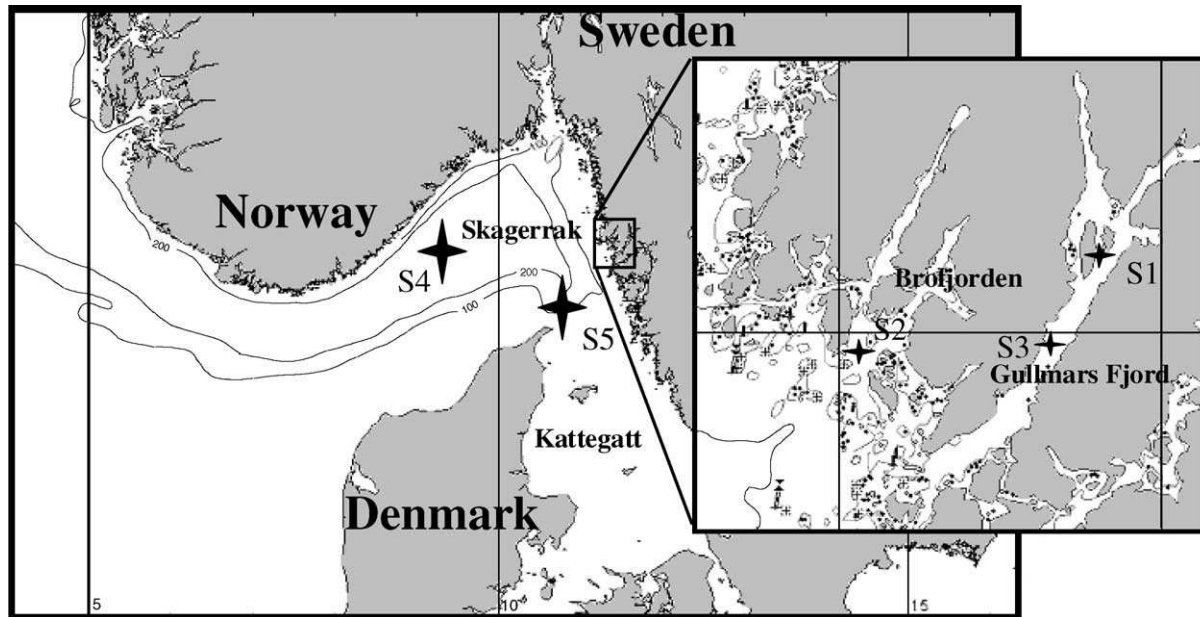 Sweden
Norway
Skagerrak
S4
S5
200
100
200
100
Kattegatt
Denmark
5
10
15
Brofjorden
S1
S2
S3
Gullmars Fjord